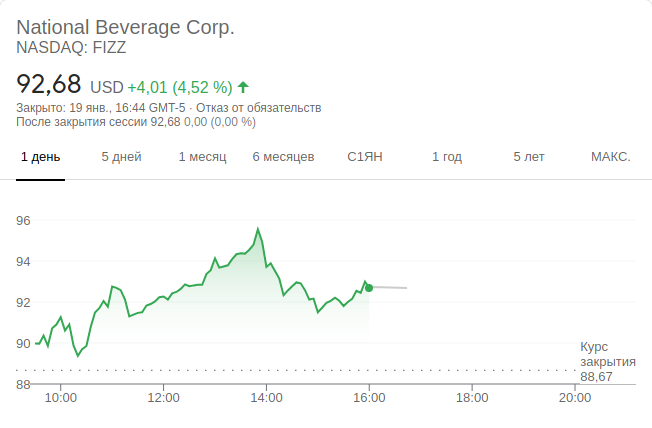 National Beverage Corp.
NASDAQ: FIZZ
92,68 USD +4,01 (4,52 %)
Закрыто: 19 янв., 16:44 GMT-5 · Отказ от обязательств
После закрытия сессии 92,68 0,00 (0,00 %)
1 день 5 дней 1 месяц 6 месяцев С1ЯН 1 год 5 лет МАКС.
96
94
92
90
Курс
закрытия
88,67
88
10:00 12:00 14:00 16:00 18:00 20:00